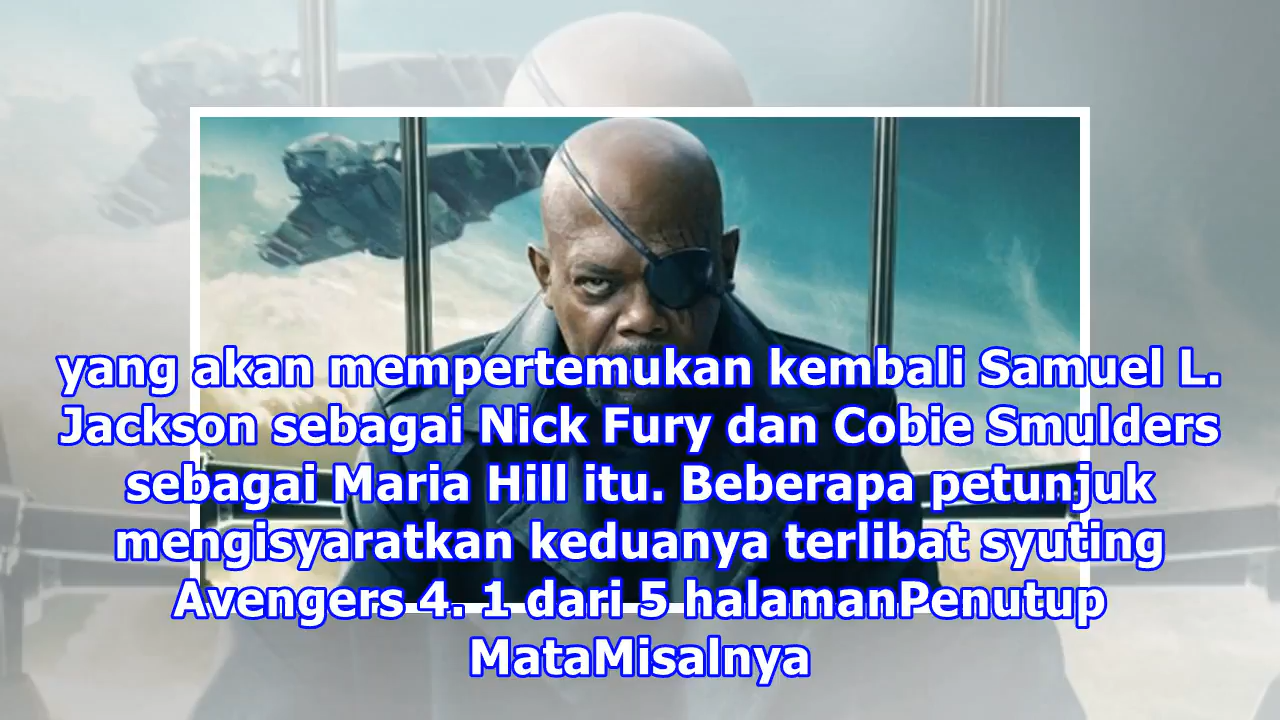 yang akan mempertemukan kembali Samuel L.
Jackson sebagai Nick Fury dan Cobie Smulders
sebagai Maria Hill itu. Beberapa petunjuk
mengisyaratkan keduanya terlibat syuting
Avengers 4. 1 dari 5 halamanPenutup
MataMisalnya